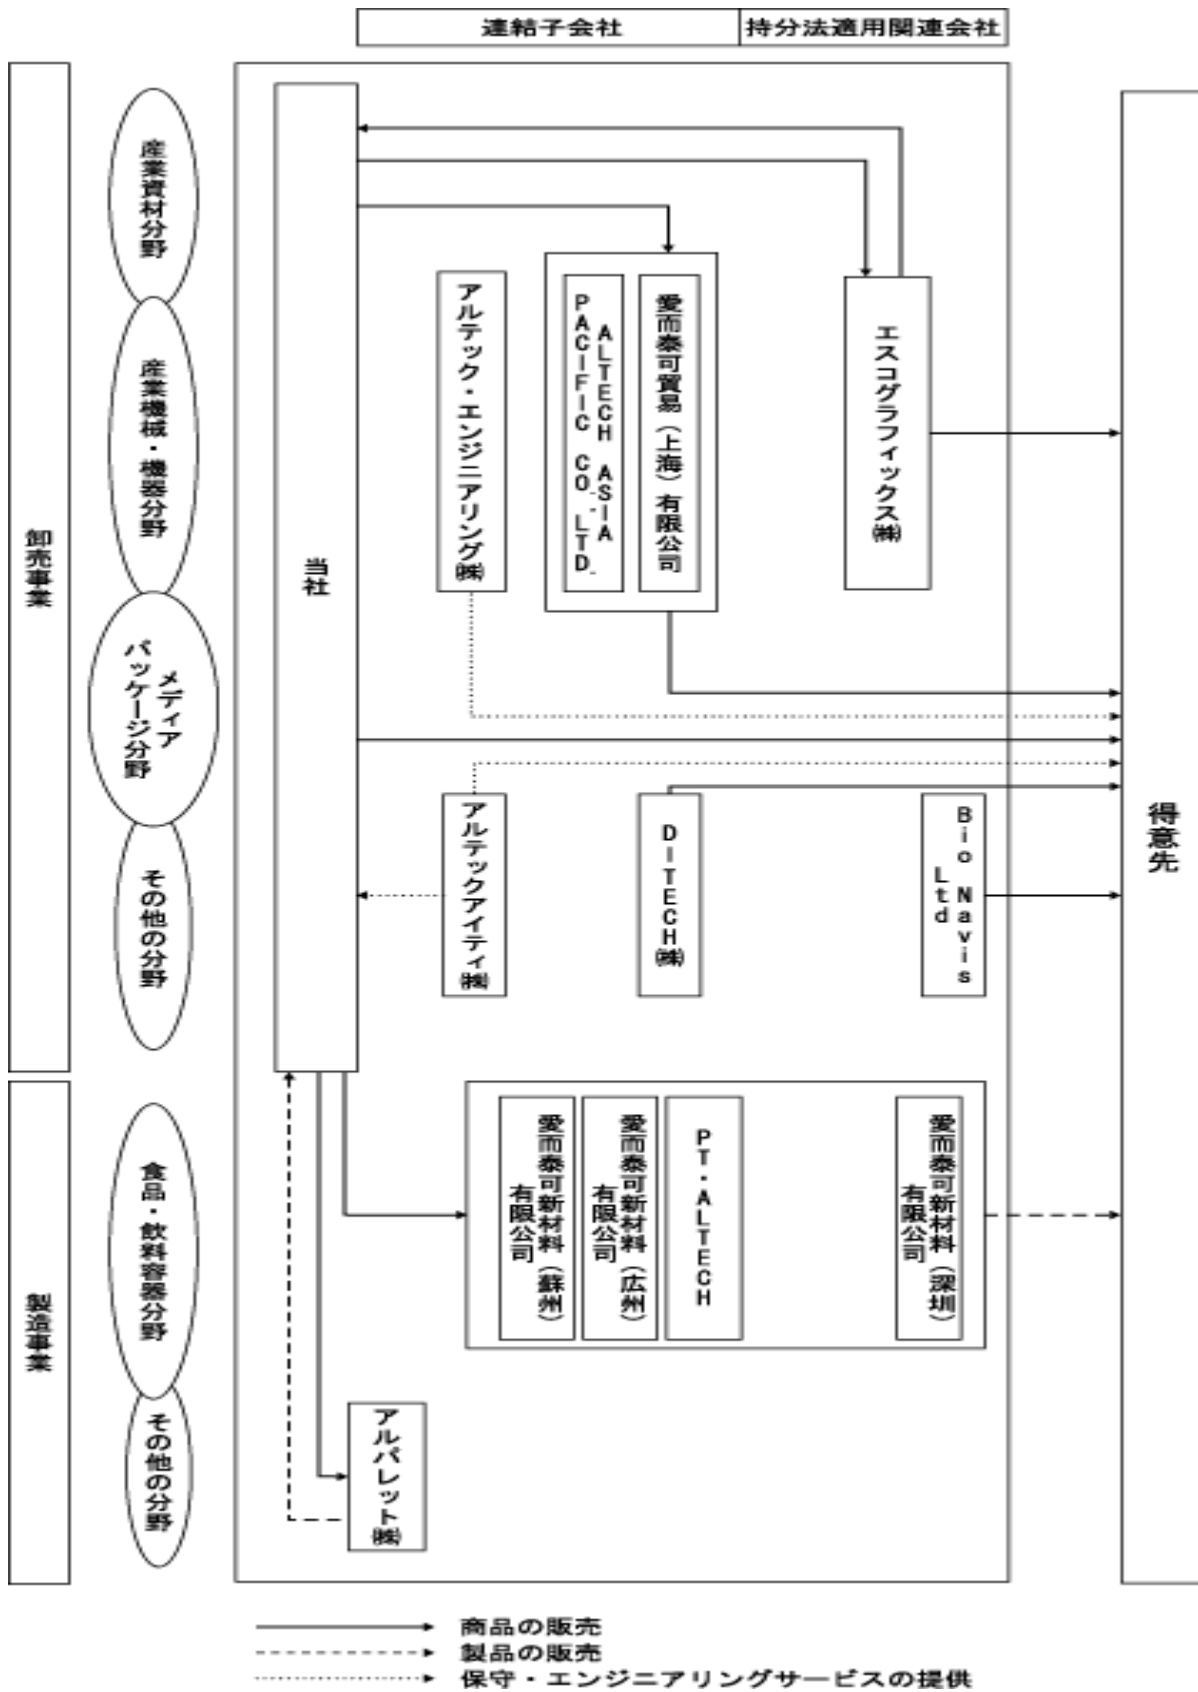 連結子会社
持分法適用関連会社
卸売事業
産業資材分野
産業機械・機器分野
メディア
パッケージ分野
その他の分野
当社
アルテック・エンジニアリング㈱
ALTECH ASIA
PACIFIC CO. LTD.
愛而泰可貿易（上海）有限公司
エスコグラフィックス㈱
アルテックアイティ㈱
DITECH㈱
Bio Navis
Ltd
得意先
製造事業
食品・飲料容器分野
その他の分野
愛而泰可新材料（蘇州）
有限公司
愛而泰可新材料（広州）
有限公司
PT・ALTECH
愛而泰可新材料（深圳）
有限公司
アルパレット㈱
商品の販売
製品の販売
保守・エンジニアリングサービスの提供